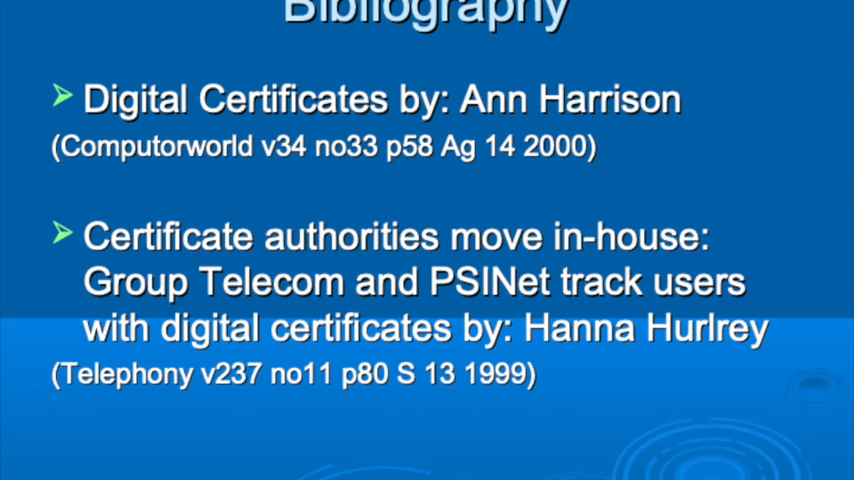 Bibliography
Digital Certificates by: Ann Harrison
(Computorworld v34 no33 p58 Ag 14 2000)
Certificate authorities move in-house:
Group Telecom and PSINet track users
with digital certificates by: Hanna Hurlrey
(Telephony v237 no11 p80 S 13 1999)